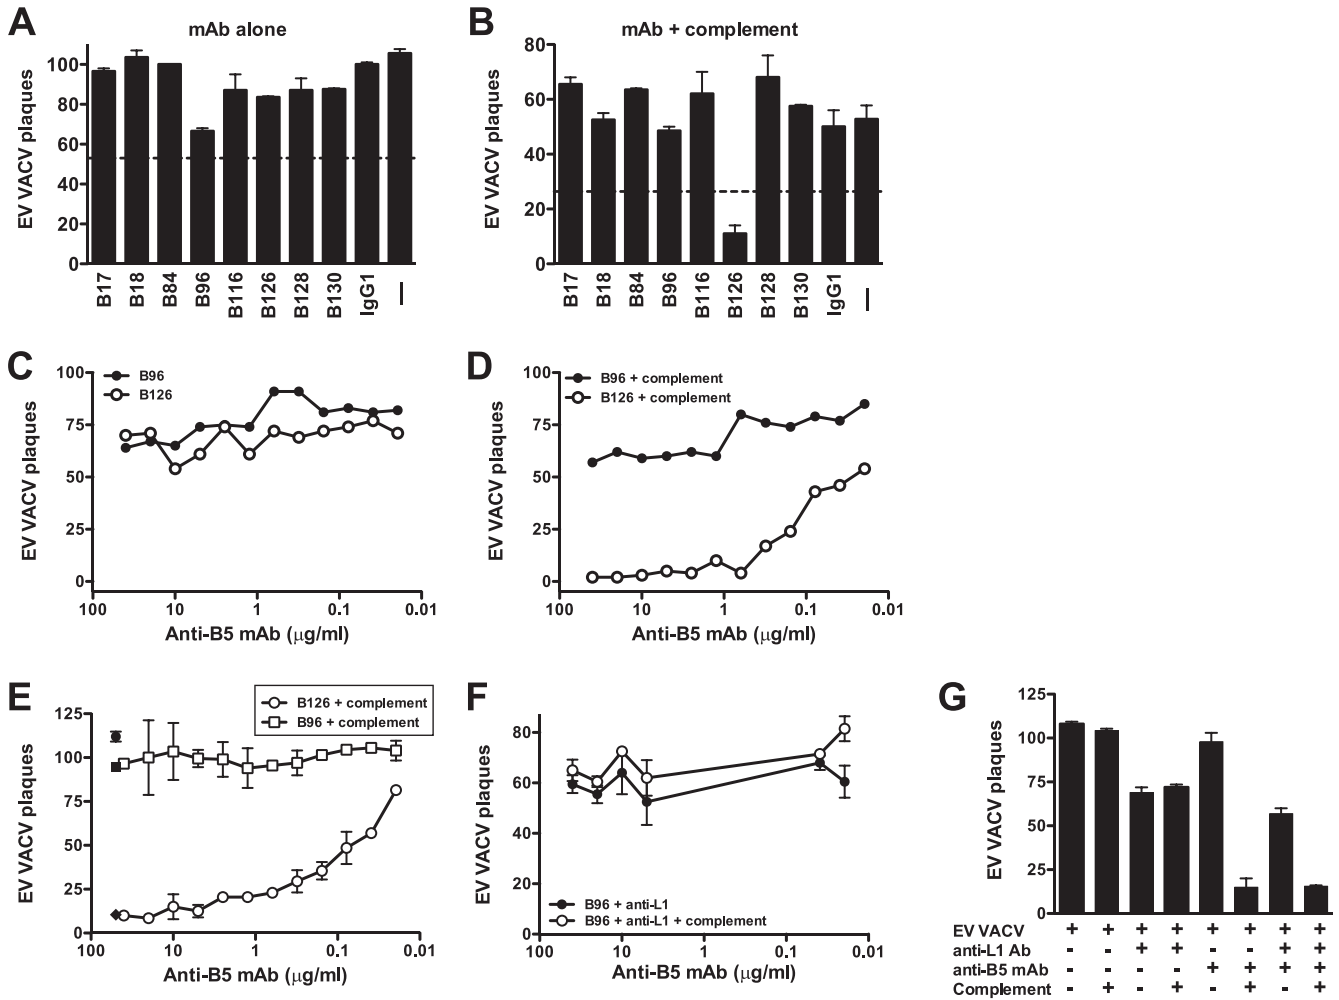 A
mAb alone
EV VACV plaques
100
80
60
40
20
0
B17
B18
B84
B96
B116
B126
B128
B130
IgG1
—
B
mAb + complement
EV VACV plaques
80
60
40
20
0
B17
B18
B84
B96
B116
B126
B128
B130
IgG1
—
C
B96
B126
EV VACV plaques
100
75
50
25
0
100 10 1 0.1 0.01
Anti-B5 mAb (μg/ml)
D
B96 + complement
B126 + complement
EV VACV plaques
100
75
50
25
0
100 10 1 0.1 0.01
Anti-B5 mAb (μg/ml)
E
B126 + complement
B96 + complement
EV VACV plaques
125
100
75
50
25
0
100 10 1 0.1 0.01
Anti-B5 mAb (μg/ml)
F
B96 + anti-L1
B96 + anti-L1 + complement
EV VACV plaques
80
60
40
20
0
100 10 1 0.1 0.01
Anti-B5 mAb (μg/ml)
G
EV VACV plaques
125
100
75
50
25
0
EV VACV + + + + + + + +
anti-L1 Ab - - + + - - + +
anti-B5 mAb - - - - + + + +
Complement - + - + - + - +